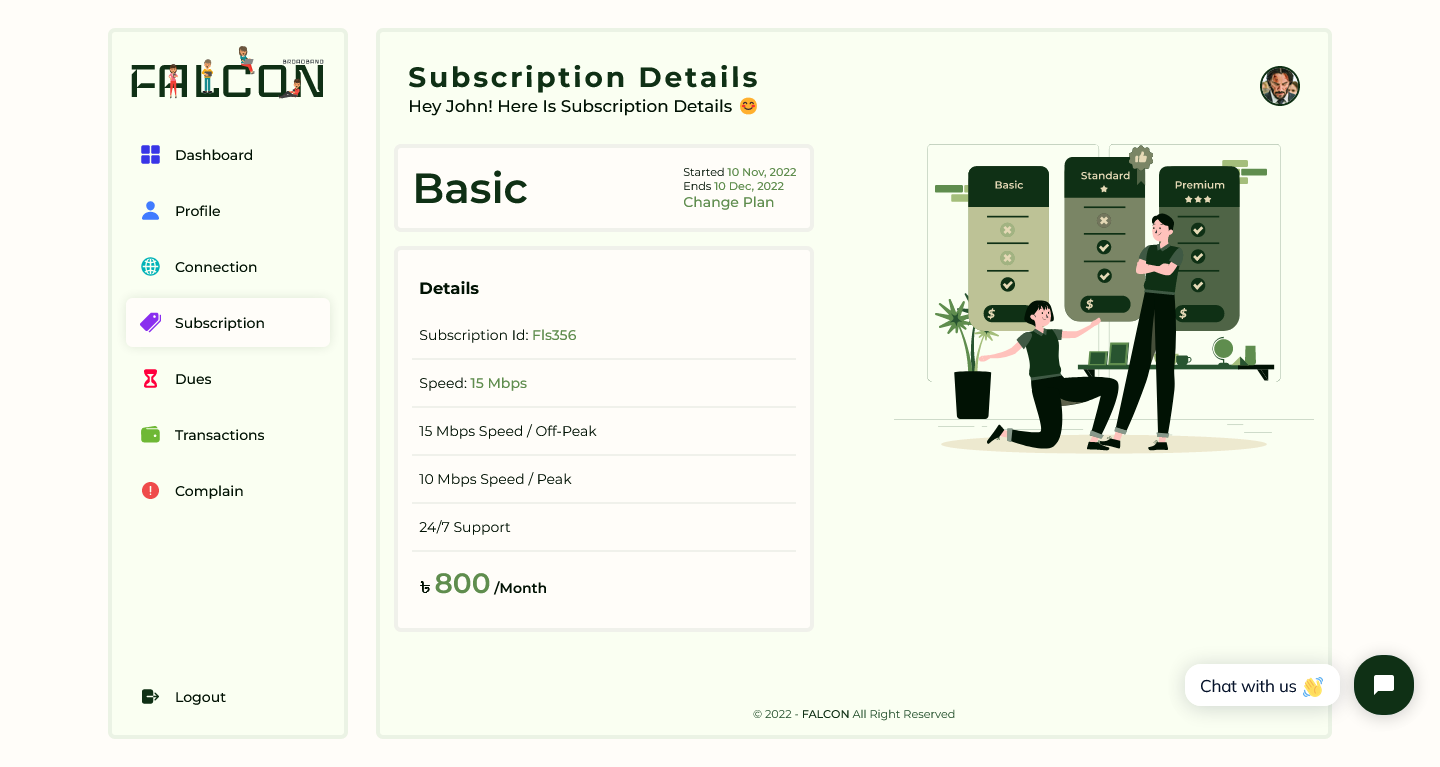 FALCON
BROADBAND
Dashboard
Profile
Connection
Subscription
Dues
Transactions
Complain
Logout
Subscription Details
Hey John! Here Is Subscription Details 😊
Basic
Started 10 Nov, 2022
Ends 10 Dec, 2022
Change Plan
Details
Subscription Id: Fls356
Speed: 15 Mbps
15 Mbps Speed / Off-Peak
10 Mbps Speed / Peak
24/7 Support
৳ 800 /Month
Basic
Standard
Premium
$
$
$
Chat with us 👋
© 2022 - FALCON All Right Reserved